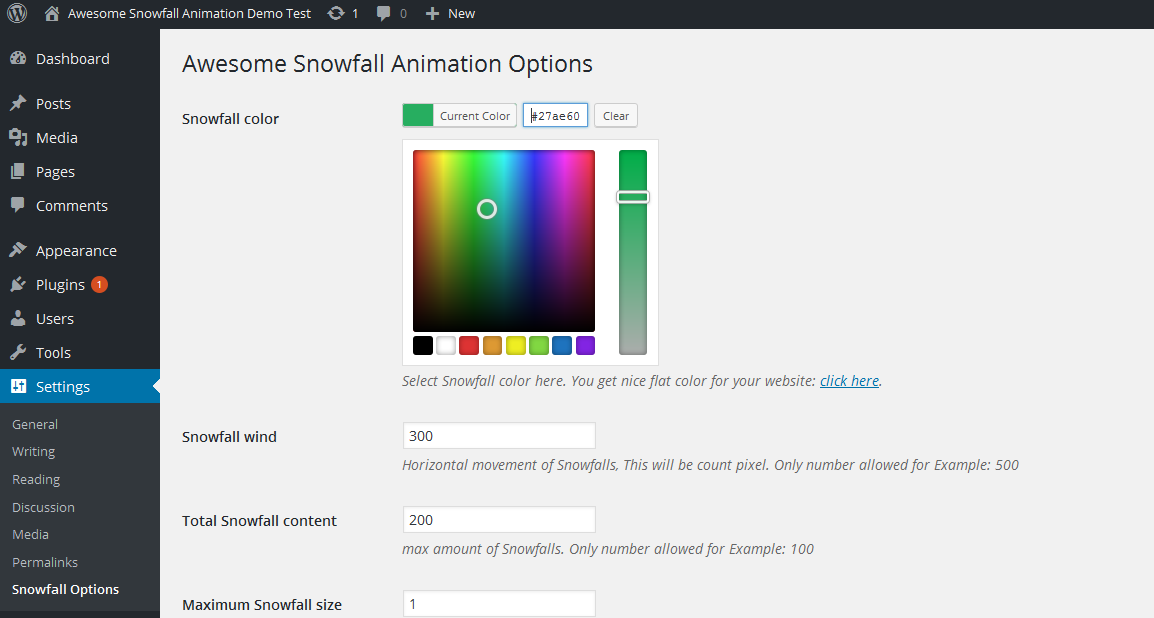 Awesome Snowfall Animation Demo Test 1 0 New
Dashboard
Posts
Media
Pages
Comments
Appearance
Plugins 1
Users
Tools
Settings
General
Writing
Reading
Discussion
Media
Permalinks
Snowfall Options
Awesome Snowfall Animation Options
Snowfall color
Current Color #27ae60 Clear
Select Snowfall color here. You get nice flat color for your website: click here.
Snowfall wind
300
Horizontal movement of Snowfalls, This will be count pixel. Only number allowed for Example: 500
Total Snowfall content
200
max amount of Snowfalls. Only number allowed for Example: 100
Maximum Snowfall size
1